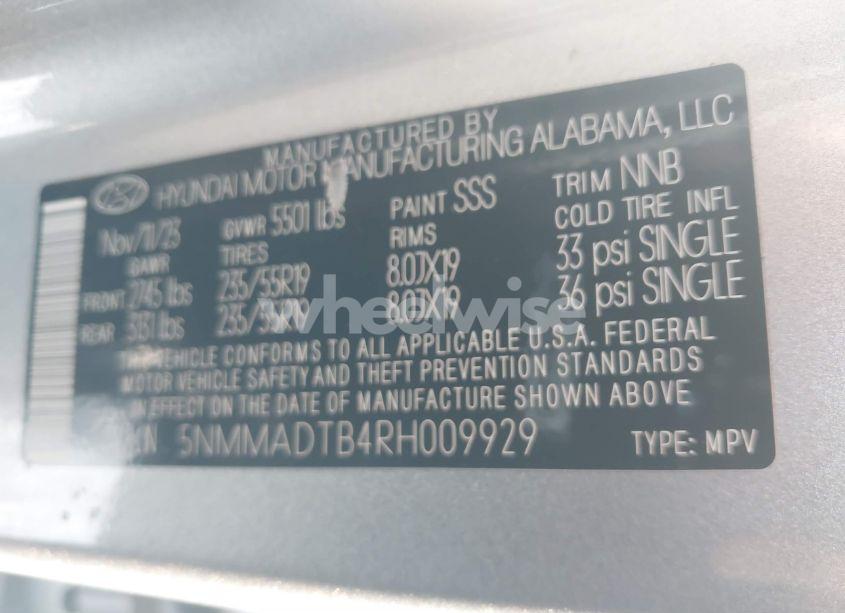 MANUFACTURED BY
HYUNDAI MOTOR MANUFACTURING ALABAMA, LLC
Nov/11/23 GVWR 5501 lbs PAINT SSS TRIM NNB
GAWR TIRES RIMS COLD TIRE INFL
FRONT 2745 lbs 235/55R19 8.0JX19 33 psi SINGLE
REAR 3131 lbs 235/55R19 8.0JX19 36 psi SINGLE
wheelwise
THIS VEHICLE CONFORMS TO ALL APPLICABLE U.S.A. FEDERAL
MOTOR VEHICLE SAFETY AND THEFT PREVENTION STANDARDS
IN EFFECT ON THE DATE OF MANUFACTURE SHOWN ABOVE
5NMMADTB4RH009929 TYPE: MPV